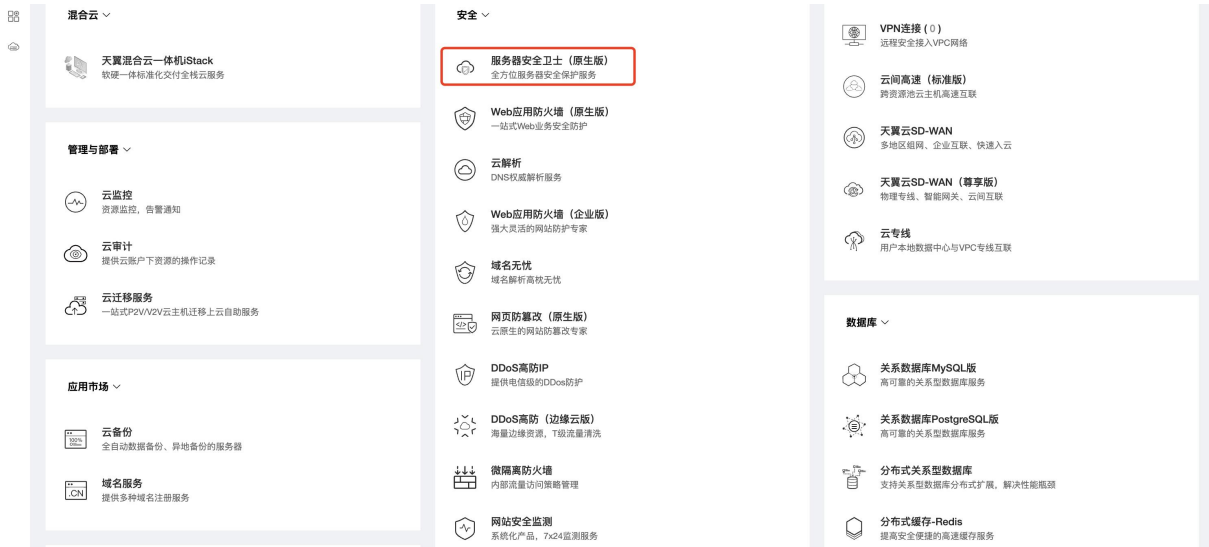 混合云
天翼混合云一体机iStack
软硬一体标准化交付全栈云服务
管理与部署
云监控
资源监控，告警通知
云审计
提供云账户下资源的操作记录
云迁移服务
一站式P2V/V2V云主机迁移上云自助服务
应用市场
云备份
100%
全自动数据备份、异地备份的服务器
域名服务
.CN
提供多种域名注册服务
安全
服务器安全卫士（原生版）
全方位服务器安全保护服务
Web应用防火墙（原生版）
一站式Web业务安全防护
云解析
DNS权威解析服务
Web应用防火墙（企业版）
强大灵活的网站防护专家
域名无忧
域名解析高枕无忧
网页防篡改（原生版）
云原生的网站防篡改专家
DDoS高防IP
IP
提供电信级的DDos防护
DDoS高防（边缘云版）
海量边缘资源，T级流量清洗
微隔离防火墙
内部流量访问策略管理
网站安全监测
系统化产品，7x24监测服务
VPN连接 ( 0 )
远程安全接入VPC网络
云间高速（标准版）
跨资源池云主机高速互联
天翼云SD-WAN
多地区组网、企业互联、快速入云
天翼云SD-WAN（尊享版）
物理专线、智能网关、云间互联
云专线
用户本地数据中心与VPC专线互联
数据库
关系数据库MySQL版
高可靠的关系型数据库服务
关系数据库PostgreSQL版
高可靠的关系型数据库服务
分布式关系型数据库
支持关系型数据库分布式扩展，解决性能瓶颈
分布式缓存-Redis
提高安全便捷的高速缓存服务